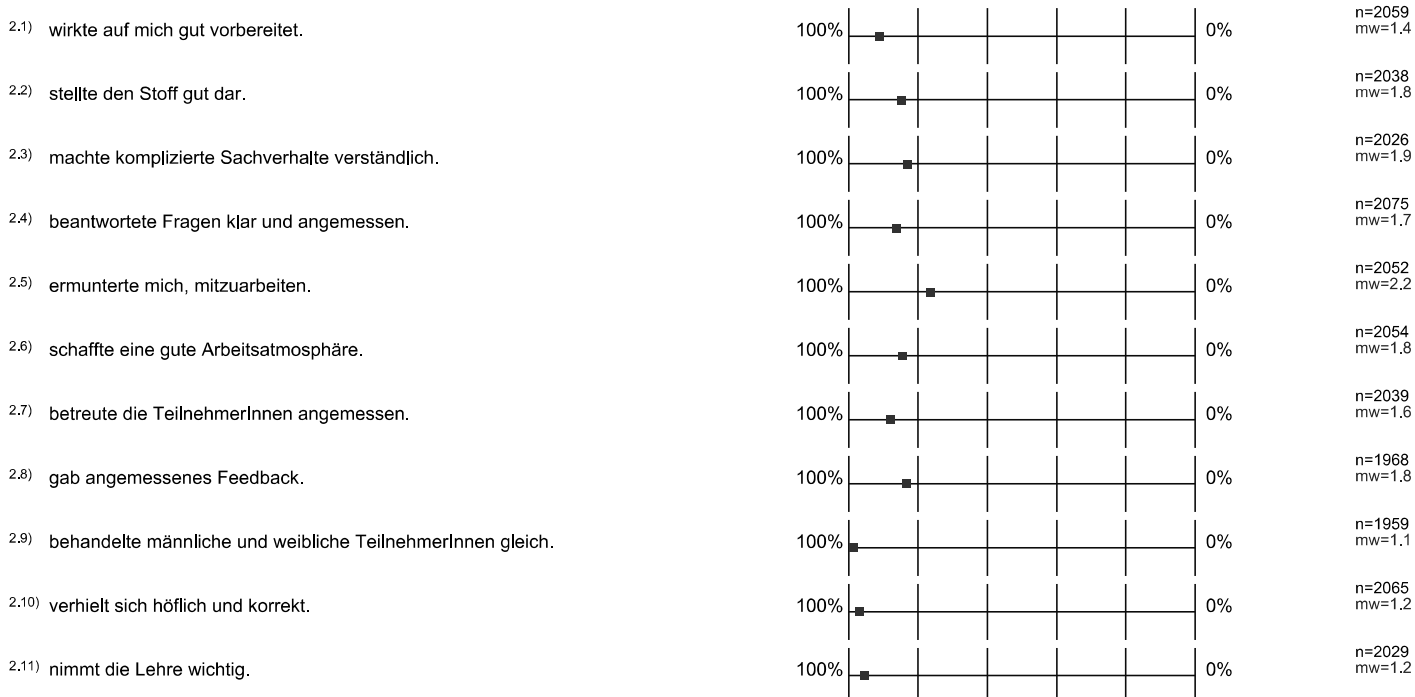 2.1) wirkte auf mich gut vorbereitet. 100% 0% n=2059
mw=1.4
2.2) stellte den Stoff gut dar. 100% 0% n=2038
mw=1.8
2.3) machte komplizierte Sachverhalte verständlich. 100% 0% n=2026
mw=1.9
2.4) beantwortete Fragen klar und angemessen. 100% 0% n=2075
mw=1.7
2.5) ermunterte mich, mitzuarbeiten. 100% 0% n=2052
mw=2.2
2.6) schaffte eine gute Arbeitsatmosphäre. 100% 0% n=2054
mw=1.8
2.7) betreute die TeilnehmerInnen angemessen. 100% 0% n=2039
mw=1.6
2.8) gab angemessenes Feedback. 100% 0% n=1968
mw=1.8
2.9) behandelte männliche und weibliche TeilnehmerInnen gleich. 100% 0% n=1959
mw=1.1
2.10) verhielt sich höflich und korrekt. 100% 0% n=2065
mw=1.2
2.11) nimmt die Lehre wichtig. 100% 0% n=2029
mw=1.2